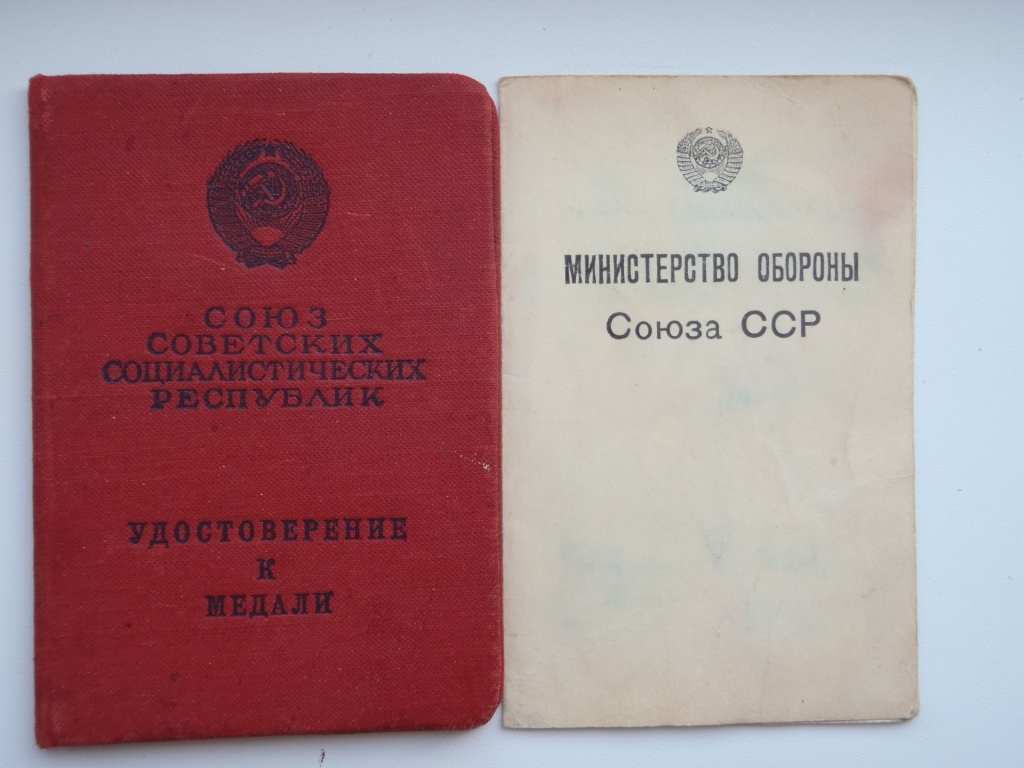 СОЮЗ
СОВЕТСКИХ
СОЦИАЛИСТИЧЕСКИХ
РЕСПУБЛИК
УДОСТОВЕРЕНИЕ
К
МЕДАЛИ
МИНИСТЕРСТВО ОБОРОНЫ
Союза ССР